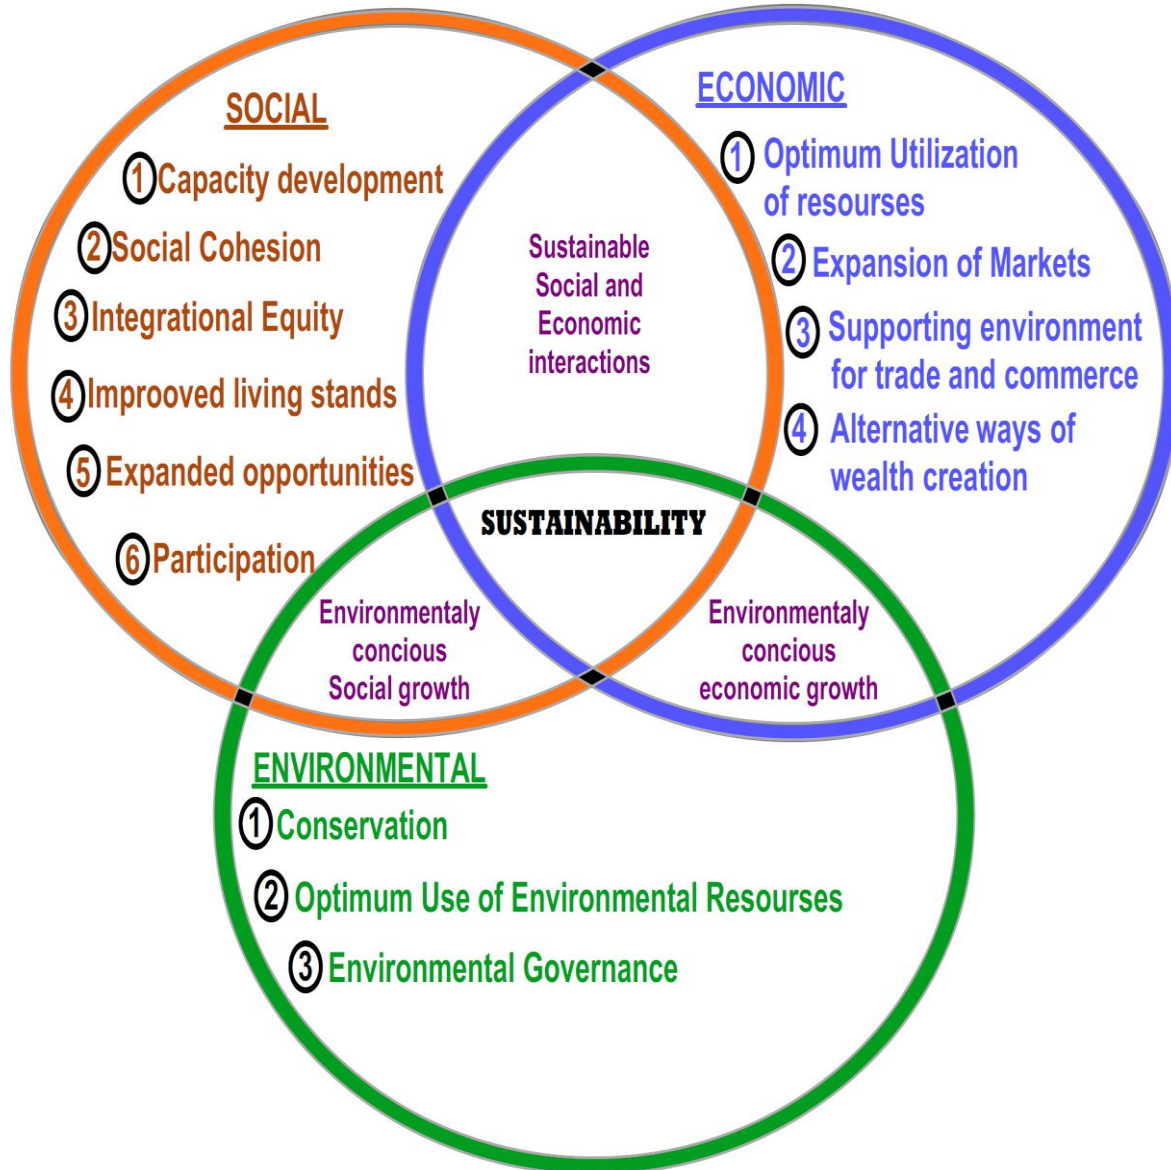 SOCIAL
1 Capacity development
2 Social Cohesion
3 Integrational Equity
4 Improoved living stands
5 Expanded opportunities
6 Participation
ECONOMIC
1 Optimum Utilization
of resourses
2 Expansion of Markets
3 Supporting environment
for trade and commerce
4 Alternative ways of
wealth creation
Sustainable
Social and
Economic
interactions
SUSTAINABILITY
Environmentaly
concious
Social growth
Environmentaly
concious
economic growth
ENVIRONMENTAL
1 Conservation
2 Optimum Use of Environmental Resourses
3 Environmental Governance